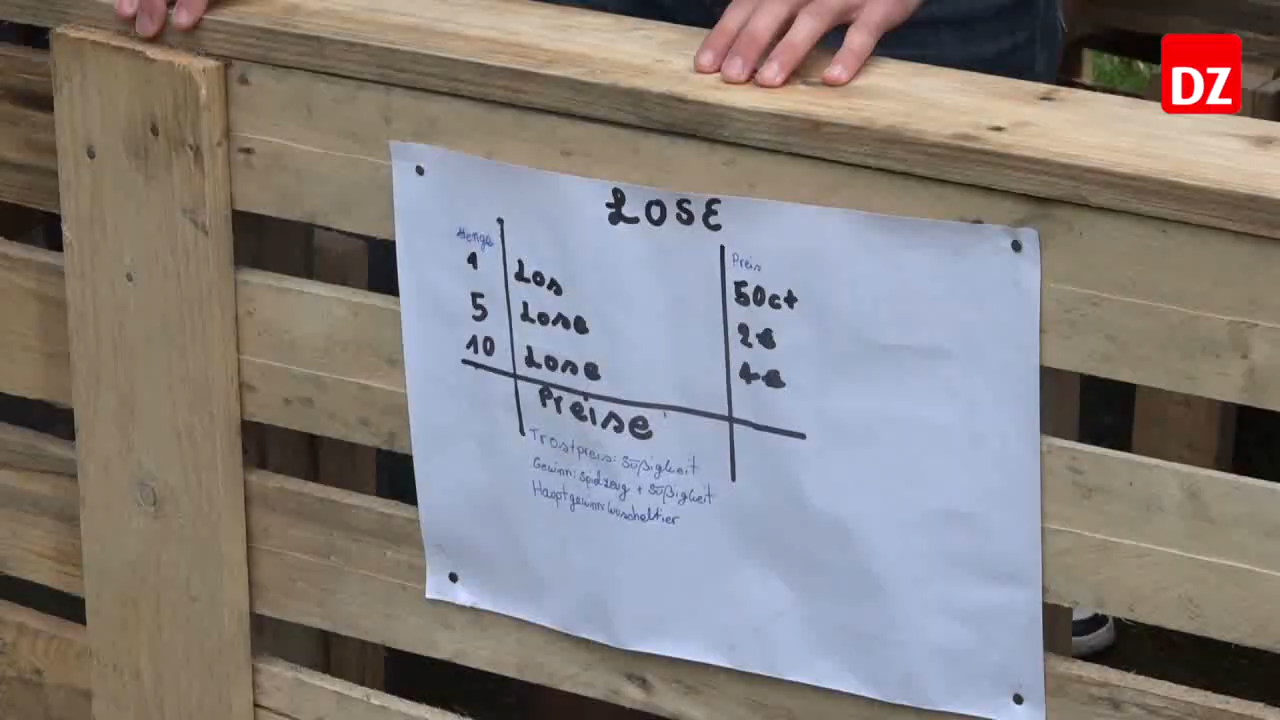 DZ
LOSE
Menge Preis
1 Los 50ct
5 Lose 2€
10 Lose 4€
Preise
Trostpreis: Süßigkeit
Gewinn: Spielzeug + Süßigkeit
Hauptgewinn: Kuscheltier